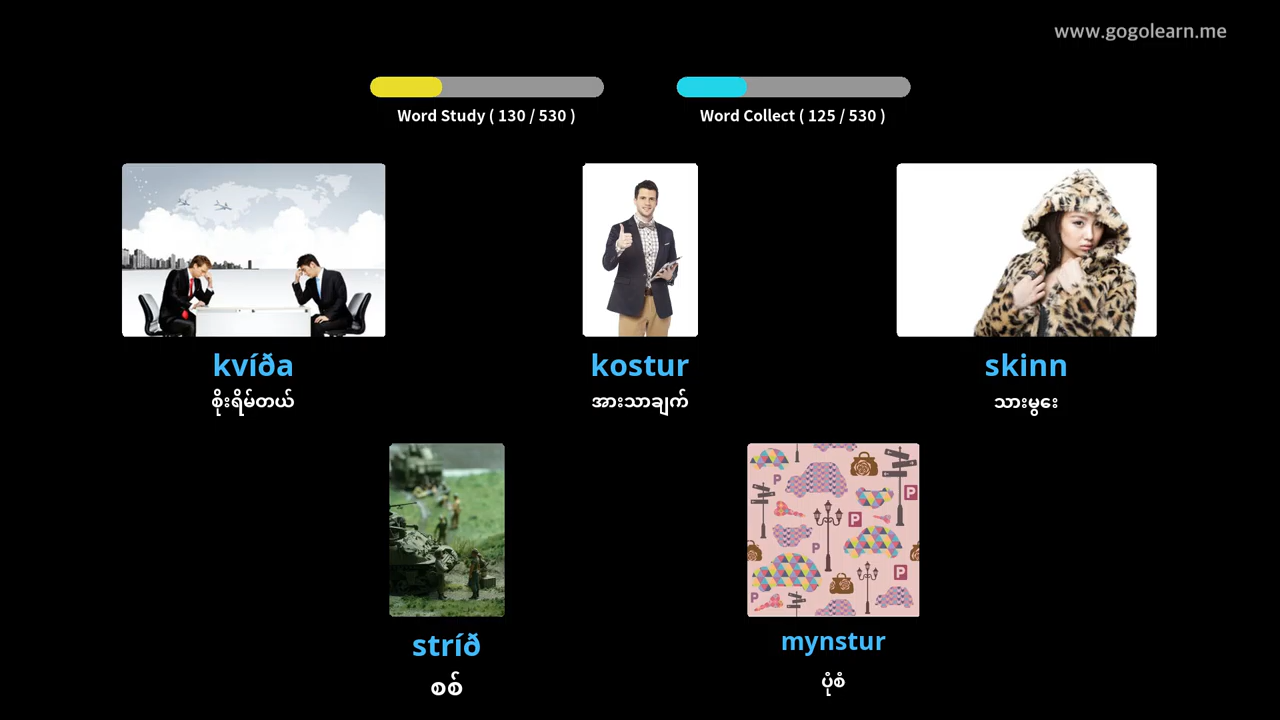 www.gogolearn.me
Word Study ( 130 / 530 )
Word Collect ( 125 / 530 )
kvíða
kostur
skinn
စိုးရိမ်တယ်
အားသာချက်
သားမွေး
stríð
mynstur
စစ်
ပုံစံ